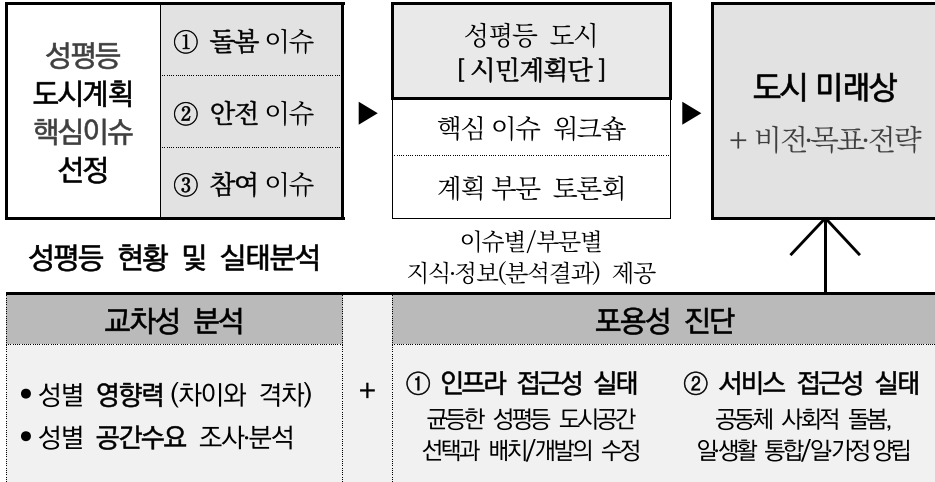 성평등
도시계획
핵심이슈
선정
① 돌봄 이슈
② 안전 이슈
③ 참여 이슈
성평등 도시
[ 시민계획단 ]
핵심 이슈 워크숍
계획 부문 토론회
이슈별/부문별
지식·정보(분석결과) 제공
도시 미래상
+ 비전·목표·전략
성평등 현황 및 실태분석
교차성 분석
• 성별 영향력 (차이와 격차)
• 성별 공간수요 조사·분석
+
포용성 진단
① 인프라 접근성 실태
균등한 성평등 도시공간
선택과 배치/개발의 수정
② 서비스 접근성 실태
공동체 사회적 돌봄,
일·생활 통합/일·가정 양립